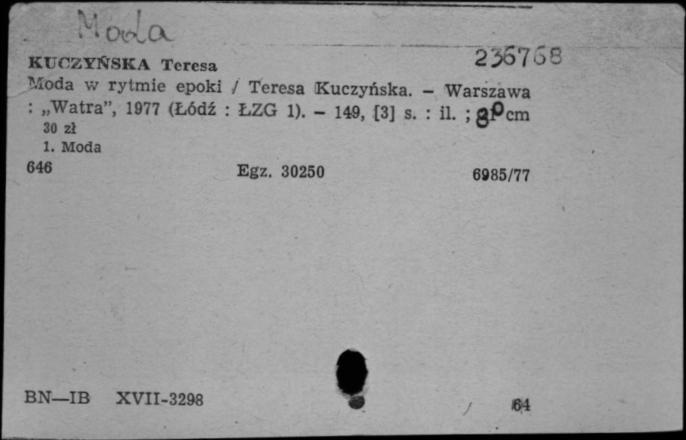 Moda
KUCZYŃSKA Teresa
236768
Moda w rytmie epoki / Teresa Kuczyńska. — Warszawa
: „Watra”, 1977 (Łódź : ŁZG 1). — 149, [3] s. : il. ; cm
30 zł
1. Moda
646 Egz. 30250 6985/77
BN—IB XVII-3298 / 64